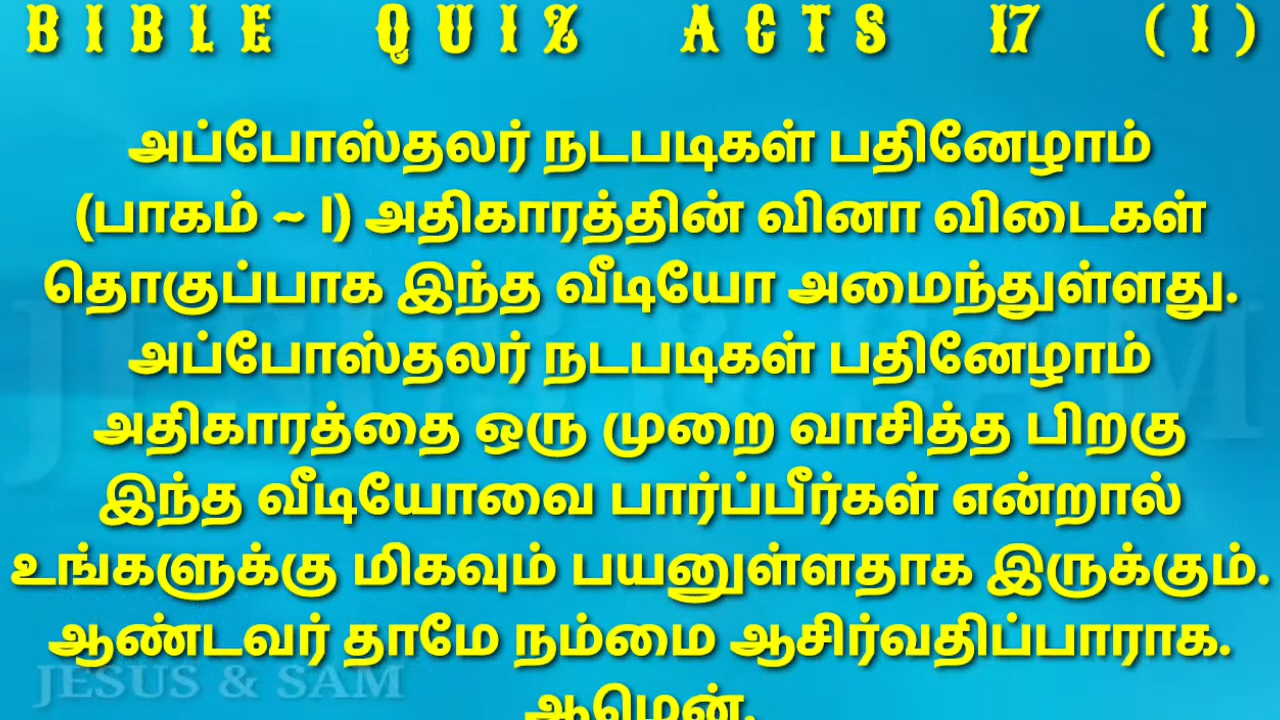 BIBLE QUIZ ACTS 17 (I)
அப்போஸ்தலர் நடபடிகள் பதினேழாம்
(பாகம் ~ I) அதிகாரத்தின் வினா விடைகள்
தொகுப்பாக இந்த வீடியோ அமைந்துள்ளது.
அப்போஸ்தலர் நடபடிகள் பதினேழாம்
அதிகாரத்தை ஒரு முறை வாசித்த பிறகு
இந்த வீடியோவை பார்ப்பீர்கள் என்றால்
உங்களுக்கு மிகவும் பயனுள்ளதாக இருக்கும்.
ஆண்டவர் தாமே நம்மை ஆசிர்வதிப்பாராக.
JESUS & SAM
ஆமென்.